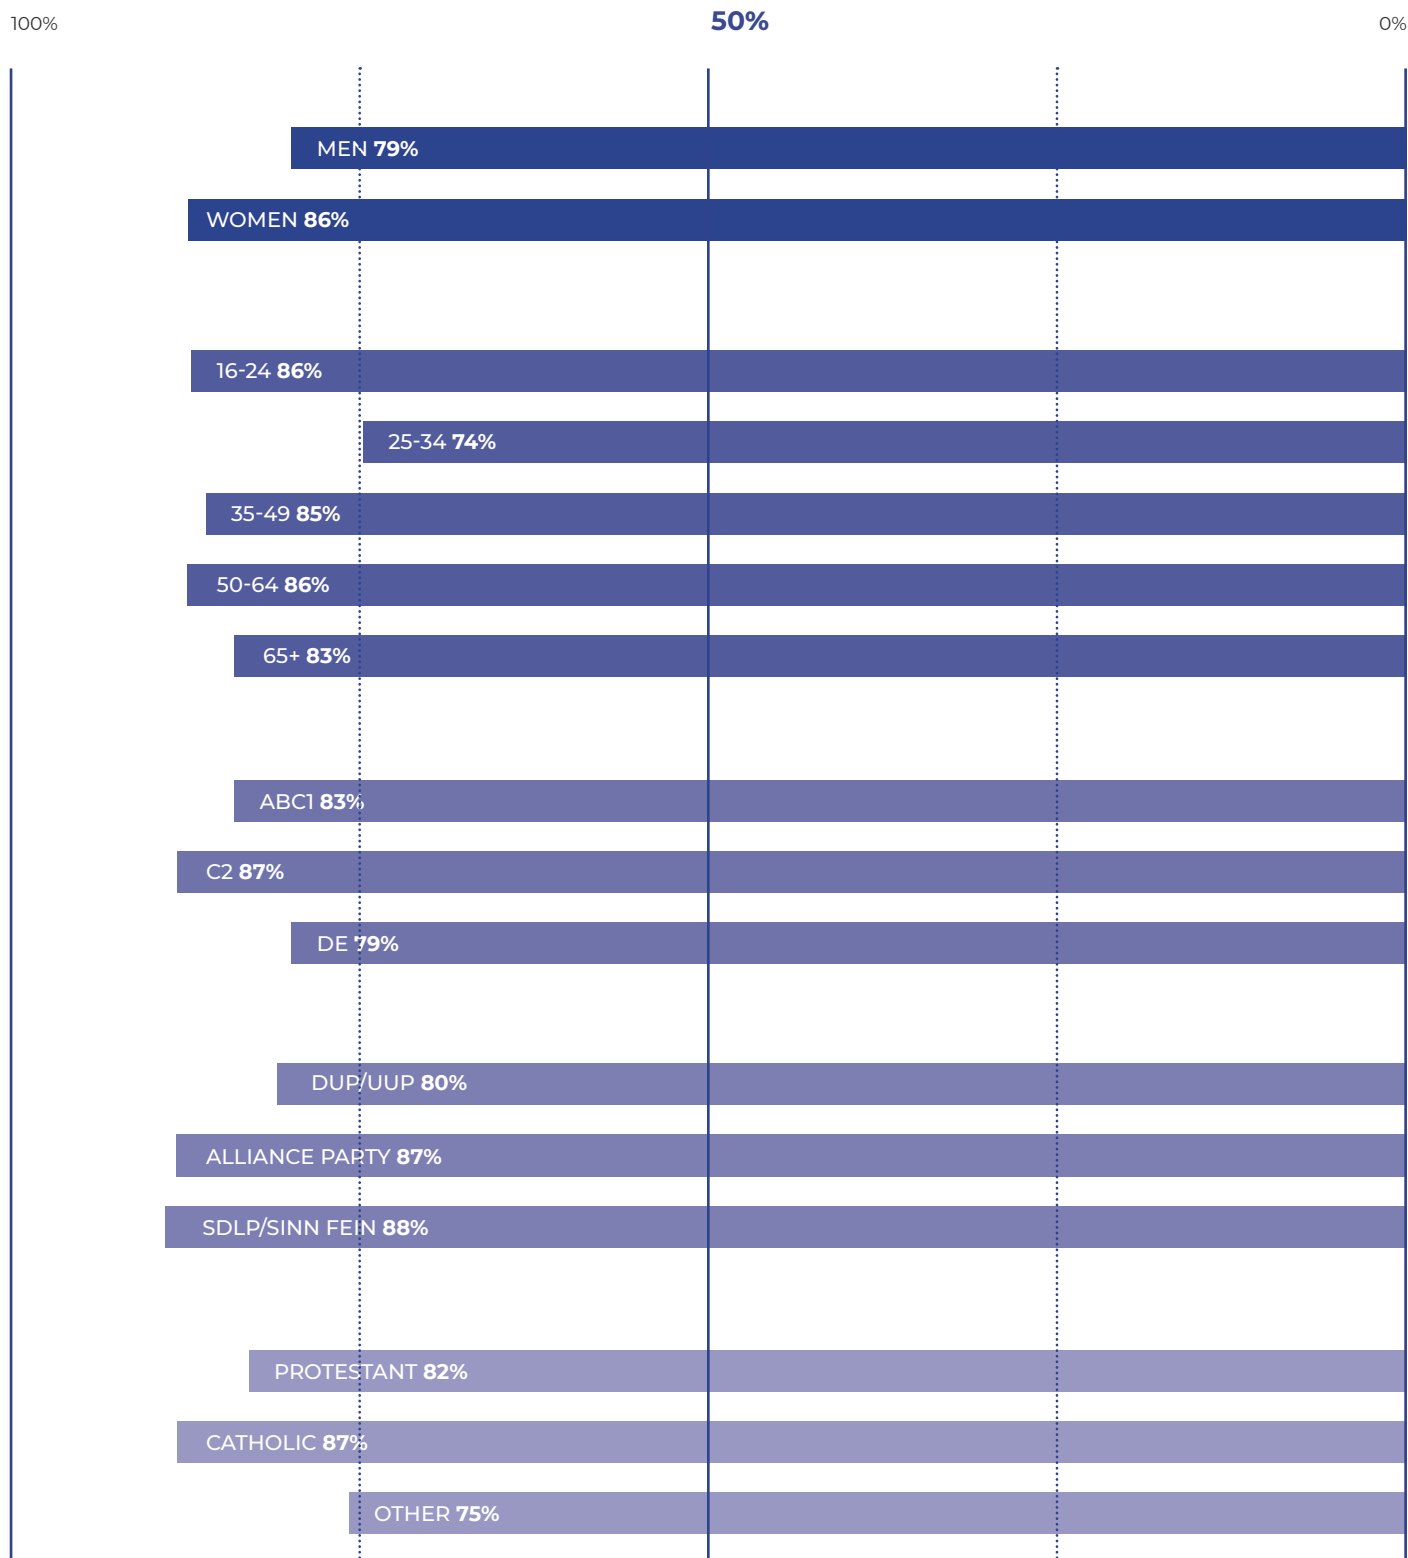 100% 50% 0%
MEN 79%
WOMEN 86%
16-24 86%
25-34 74%
35-49 85%
50-64 86%
65+ 83%
ABC1 83%
C2 87%
DE 79%
DUP/UUP 80%
ALLIANCE PARTY 87%
SDLP/SINN FEIN 88%
PROTESTANT 82%
CATHOLIC 87%
OTHER 75%